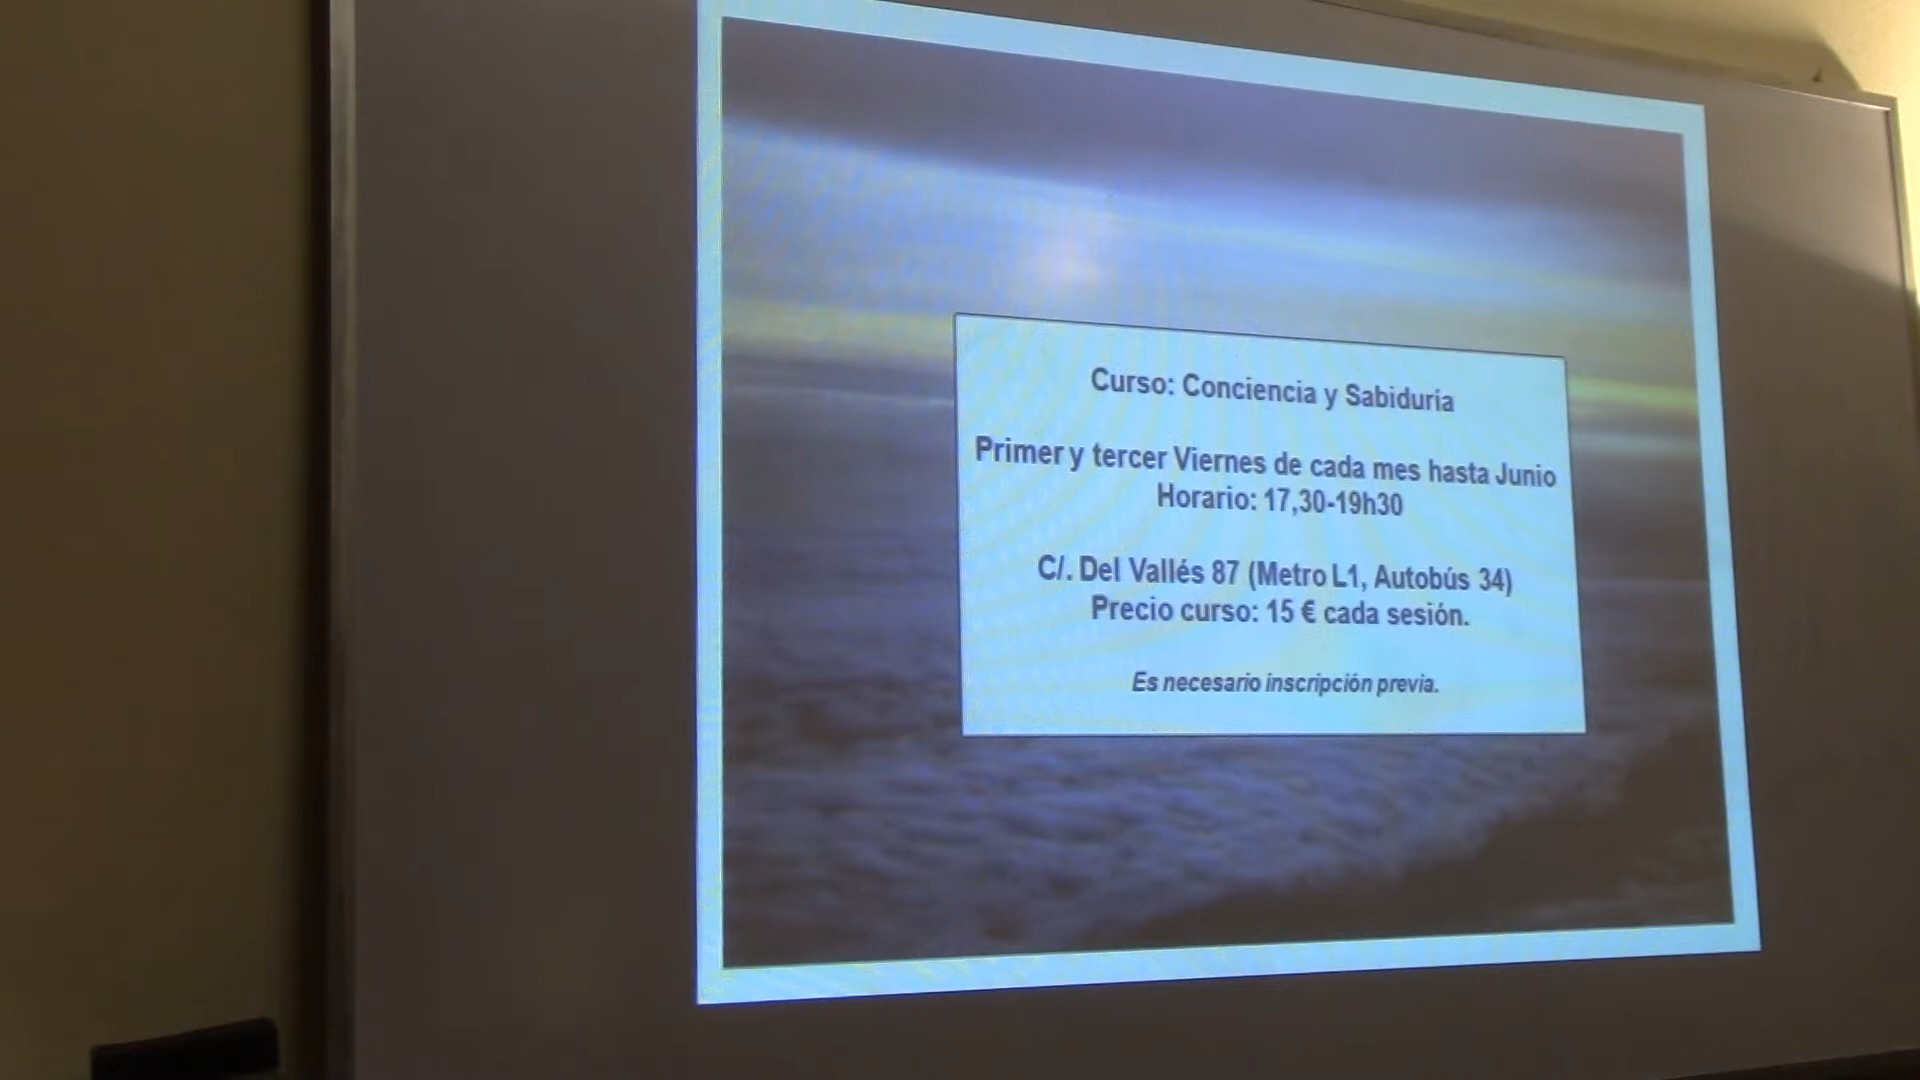 Curso: Conciencia y Sabiduría
Primer y tercer Viernes de cada mes hasta Junio
Horario: 17,30-19h30
C/. Del Vallés 87 (Metro L1, Autobús 34)
Precio curso: 15 € cada sesión.
Es necesario inscripción previa.